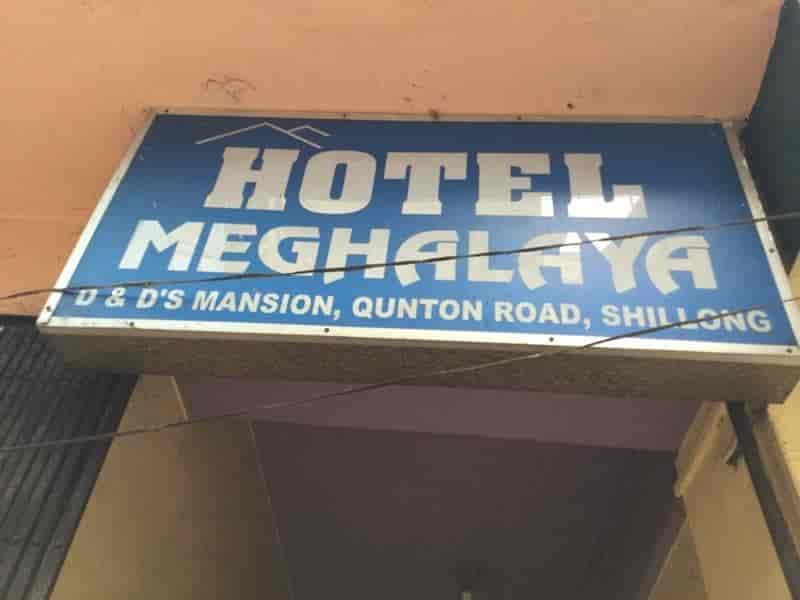 HOTEL
MEGHALAYA
D & D'S MANSION, QUNTON ROAD, SHILLONG